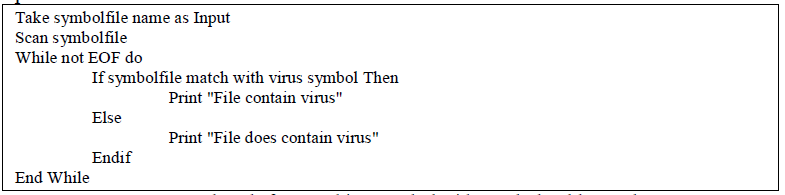 Take symbolfile name as Input
Scan symbolfile
While not EOF do
If symbolfile match with virus symbol Then
Print "File contain virus"
Else
Print "File does contain virus"
Endif
End While